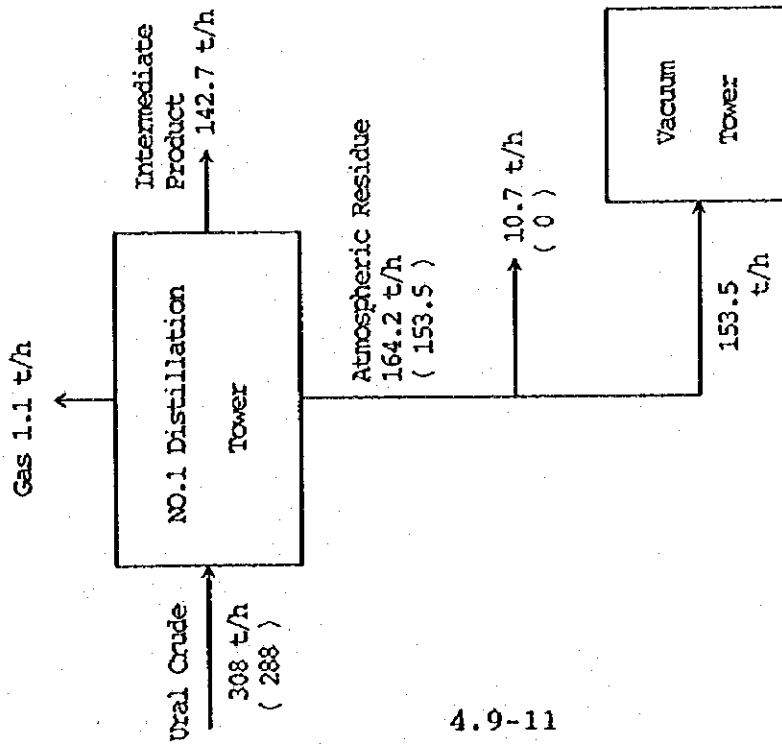 Gas 1.1 t/h
Ural Crude
308 t/h
( 288 )
NO.1 Distillation
Tower
Intermediate
Product
142.7 t/h
Atmospheric Residue
164.2 t/h
( 153.5 )
10.7 t/h
( 0 )
153.5
t/h
Vacuum
Tower
4.9-11